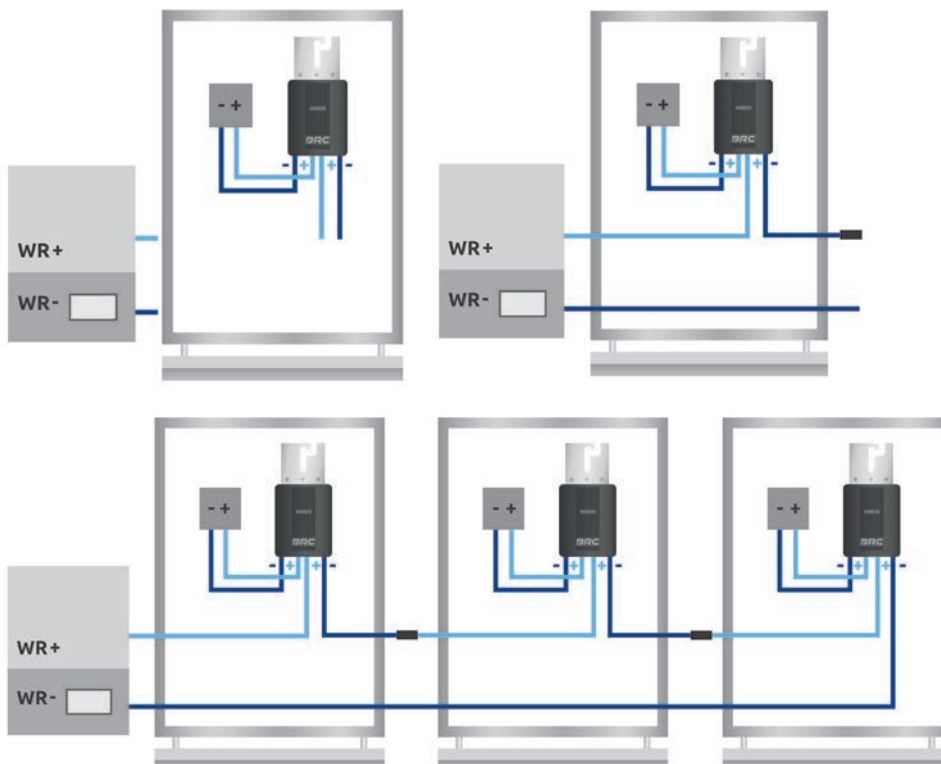 - +
BRC
- + + -
WR+
WR-
- +
BRC
- + + -
WR+
WR-
- +
BRC
- + + -
- +
BRC
- + + -
- +
BRC
- + + -
WR+
WR-